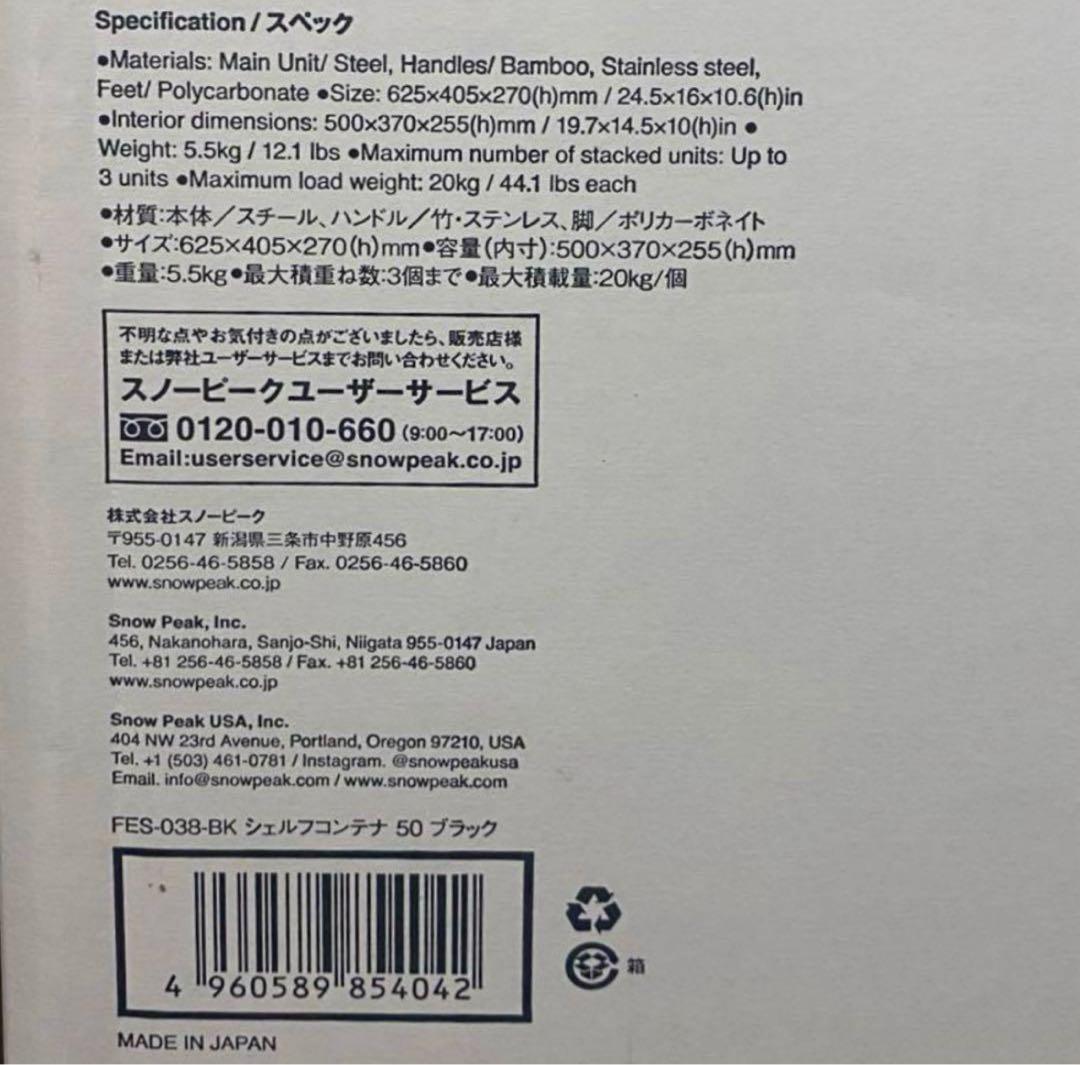 Specification / スペック
●Materials: Main Unit/ Steel, Handles/ Bamboo, Stainless steel,
Feet/ Polycarbonate ●Size: 625×405×270(h)mm / 24.5×16×10.6(h)in
●Interior dimensions: 500×370×255(h)mm / 19.7×14.5×10(h)in ●
Weight: 5.5kg / 12.1 lbs ●Maximum number of stacked units: Up to
3 units ●Maximum load weight: 20kg / 44.1 lbs each
●材質:本体／スチール、ハンドル／竹・ステンレス、脚／ポリカーボネイト
●サイズ:625×405×270(h)mm●容量(内寸):500×370×255(h)mm
●重量:5.5kg●最大積重ね数:3個まで●最大積載量:20kg/個
不明な点やお気付きの点がございましたら、販売店様
または弊社ユーザーサービスまでお問い合わせください。
スノーピークユーザーサービス
0120-010-660 (9:00〜17:00)
Email:userservice@snowpeak.co.jp
株式会社スノーピーク
〒955-0147 新潟県三条市中野原456
Tel. 0256-46-5858 / Fax. 0256-46-5860
www.snowpeak.co.jp
Snow Peak, Inc.
456, Nakanohara, Sanjo-Shi, Niigata 955-0147 Japan
Tel. +81 256-46-5858 / Fax. +81 256-46-5860
www.snowpeak.co.jp
Snow Peak USA, Inc.
404 NW 23rd Avenue, Portland, Oregon 97210, USA
Tel. +1 (503) 461-0781 / Instagram. @snowpeakusa
Email. info@snowpeak.com / www.snowpeak.com
FES-038-BK シェルフコンテナ 50 ブラック
4 960589 854042
箱
MADE IN JAPAN